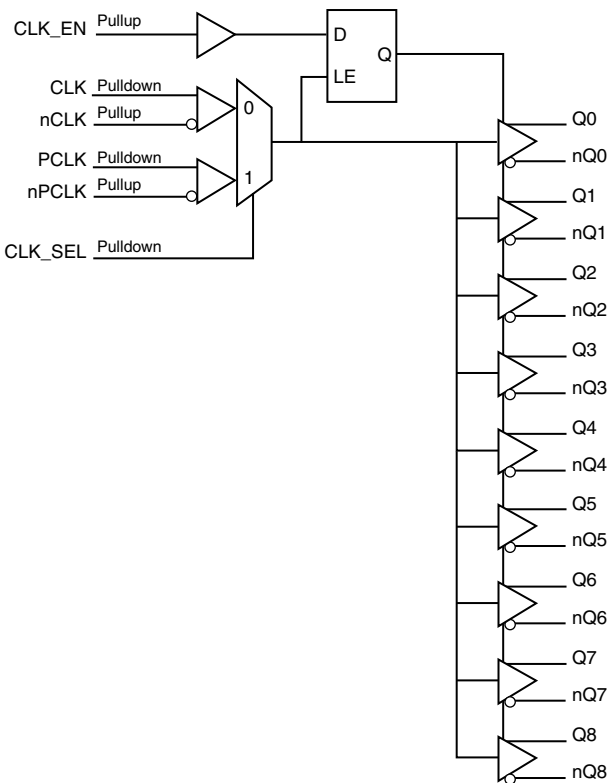 CLK_EN Pullup
D
Q
LE
CLK Pulldown
nCLK Pullup
0
PCLK Pulldown
nPCLK Pullup
1
CLK_SEL Pulldown
Q0
nQ0
Q1
nQ1
Q2
nQ2
Q3
nQ3
Q4
nQ4
Q5
nQ5
Q6
nQ6
Q7
nQ7
Q8
nQ8